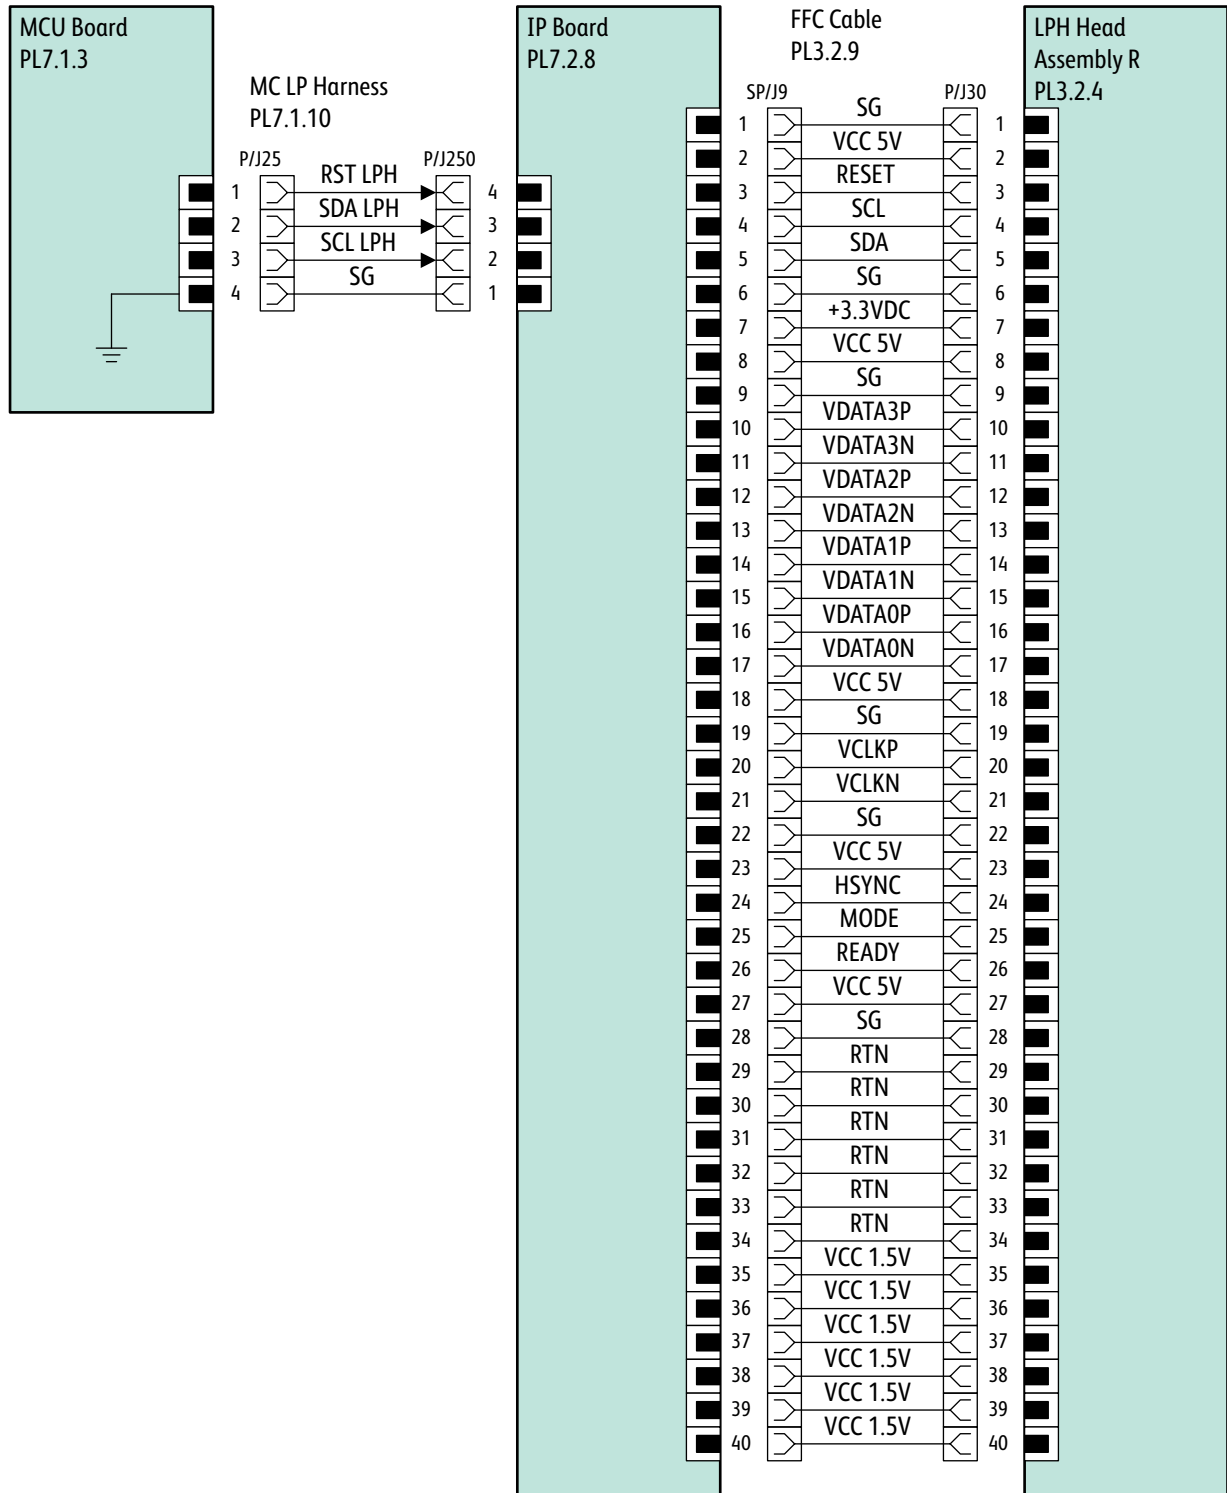 MCU Board
PL7.1.3
MC LP Harness
PL7.1.10
P/J25 P/J250
1 RST LPH 4
2 SDA LPH 3
3 SCL LPH 2
4 SG 1
IP Board
PL7.2.8
FFC Cable
PL3.2.9
LPH Head
Assembly R
PL3.2.4
SP/J9 P/J30
1 SG 1
2 VCC 5V 2
3 RESET 3
4 SCL 4
5 SDA 5
6 SG 6
7 +3.3VDC 7
8 VCC 5V 8
9 SG 9
10 VDATA3P 10
11 VDATA3N 11
12 VDATA2P 12
13 VDATA2N 13
14 VDATA1P 14
15 VDATA1N 15
16 VDATA0P 16
17 VDATA0N 17
18 VCC 5V 18
19 SG 19
20 VCLKP 20
21 VCLKN 21
22 SG 22
23 VCC 5V 23
24 HSYNC 24
25 MODE 25
26 READY 26
27 VCC 5V 27
28 SG 28
29 RTN 29
30 RTN 30
31 RTN 31
32 RTN 32
33 RTN 33
34 RTN 34
35 VCC 1.5V 35
36 VCC 1.5V 36
37 VCC 1.5V 37
38 VCC 1.5V 38
39 VCC 1.5V 39
40 VCC 1.5V 40